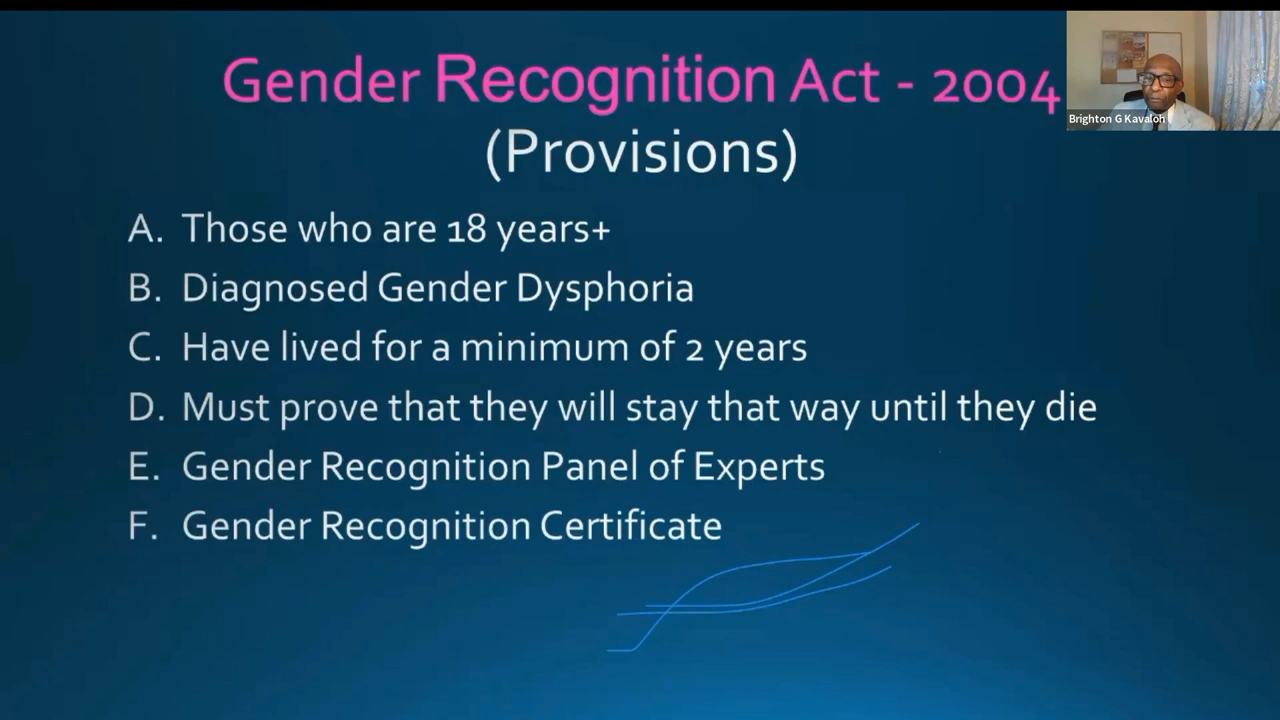 Gender Recognition Act - 2004
(Provisions)
Brighton G Kavaloh
A. Those who are 18 years+
B. Diagnosed Gender Dysphoria
C. Have lived for a minimum of 2 years
D. Must prove that they will stay that way until they die
E. Gender Recognition Panel of Experts
F. Gender Recognition Certificate